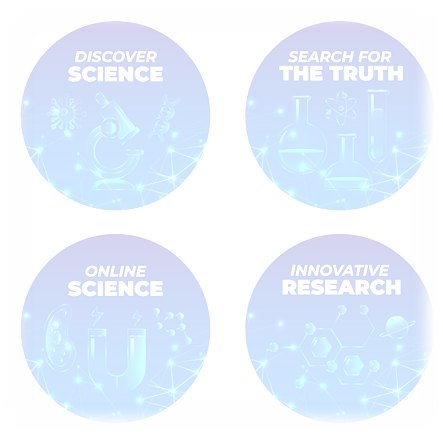 DISCOVER
SCIENCE
SEARCH FOR
THE TRUTH
ONLINE
SCIENCE
INNOVATIVE
RESEARCH